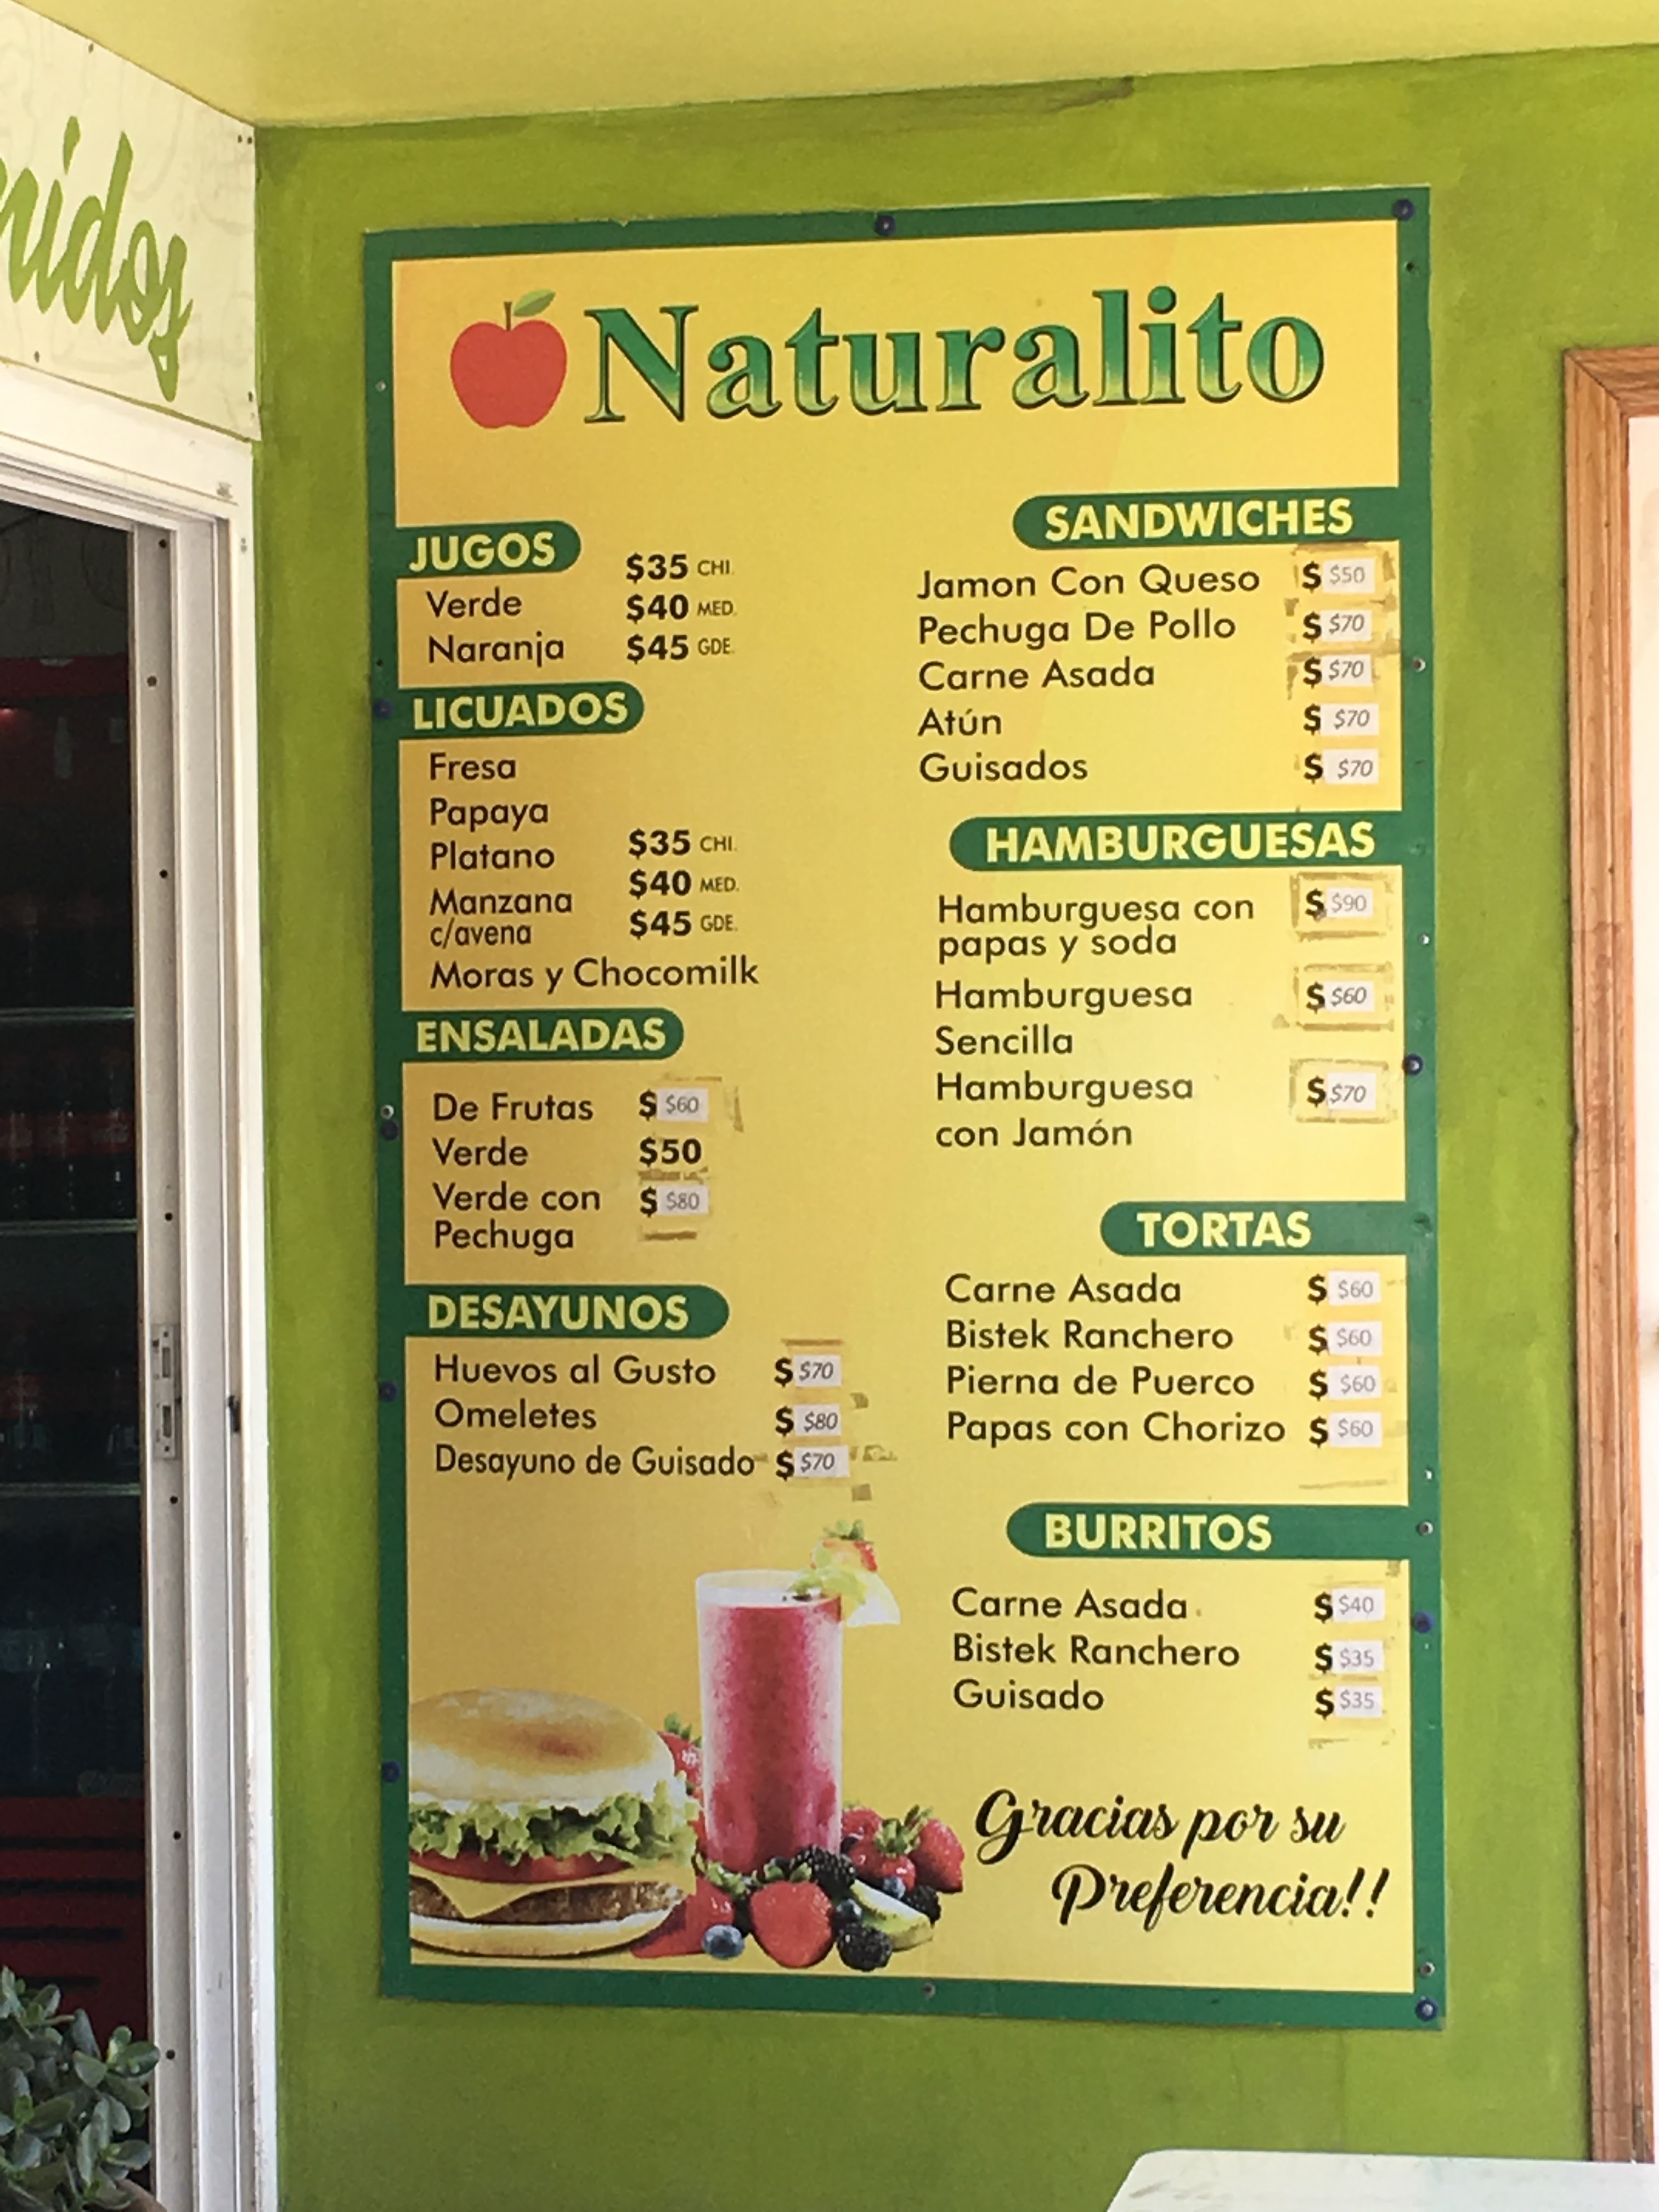 nidos
Naturalito
JUGOS
Verde
Naranja
$35 CHI.
$40 MED.
$45 GDE.
LICUADOS
Fresa
Papaya
Platano
Manzana
c/avena
Moras y Chocomilk
$35 CHI.
$40 MED.
$45 GDE.
ENSALADAS
De Frutas $ $60
Verde $50
Verde con $ $80
Pechuga
DESAYUNOS
Huevos al Gusto $ $70
Omeletes $ $80
Desayuno de Guisado $ $70
SANDWICHES
Jamon Con Queso $ $50
Pechuga De Pollo $ $70
Carne Asada $ $70
Atún $ $70
Guisados $ $70
HAMBURGUESAS
Hamburguesa con $ $90
papas y soda
Hamburguesa $ $60
Sencilla
Hamburguesa $ $70
con Jamón
TORTAS
Carne Asada $ $60
Bistek Ranchero $ $60
Pierna de Puerco $ $60
Papas con Chorizo $ $60
BURRITOS
Carne Asada $ $40
Bistek Ranchero $ $35
Guisado $ $35
Gracias por su
Preferencia!!